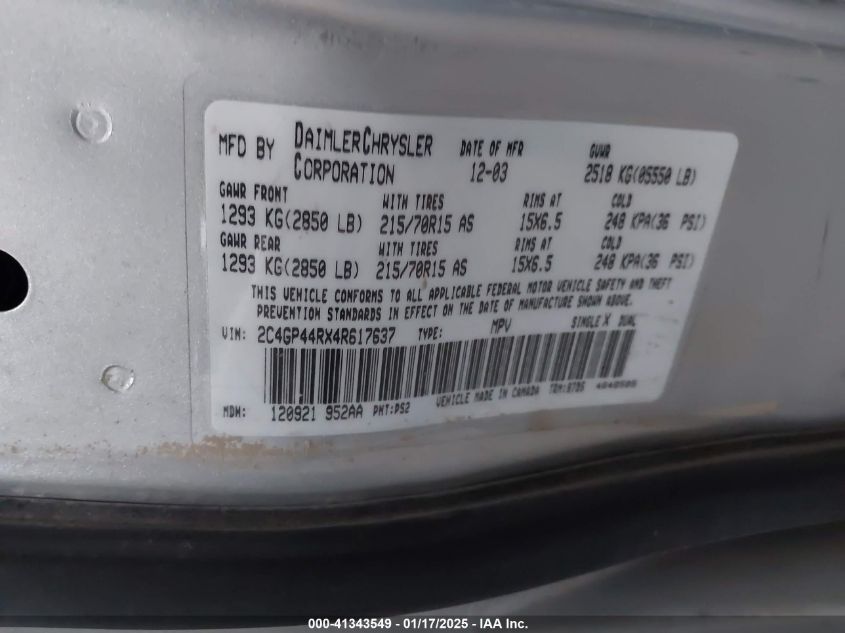 MFD BY DAIMLERCHRYSLER CORPORATION DATE OF MFR 12-03 GVWR 2518 KG(05550 LB)
GAWR FRONT WITH TIRES RIMS AT COLD
1293 KG(2850 LB) 215/70R15 AS 15X6.5 248 KPA(36 PSI)
GAWR REAR WITH TIRES RIMS AT COLD
1293 KG(2850 LB) 215/70R15 AS 15X6.5 248 KPA(36 PSI)
THIS VEHICLE CONFORMS TO ALL APPLICABLE FEDERAL MOTOR VEHICLE SAFETY AND THEFT
PREVENTION STANDARDS IN EFFECT ON THE DATE OF MANUFACTURE SHOWN ABOVE.
VIN: 2C4GP44RX4R617637 TYPE: MPV SINGLE X DUAL
MDH: 120921 952AA PNT:PS2 VEHICLE MADE IN CANADA
000-41343549 - 01/17/2025 - IAA Inc.